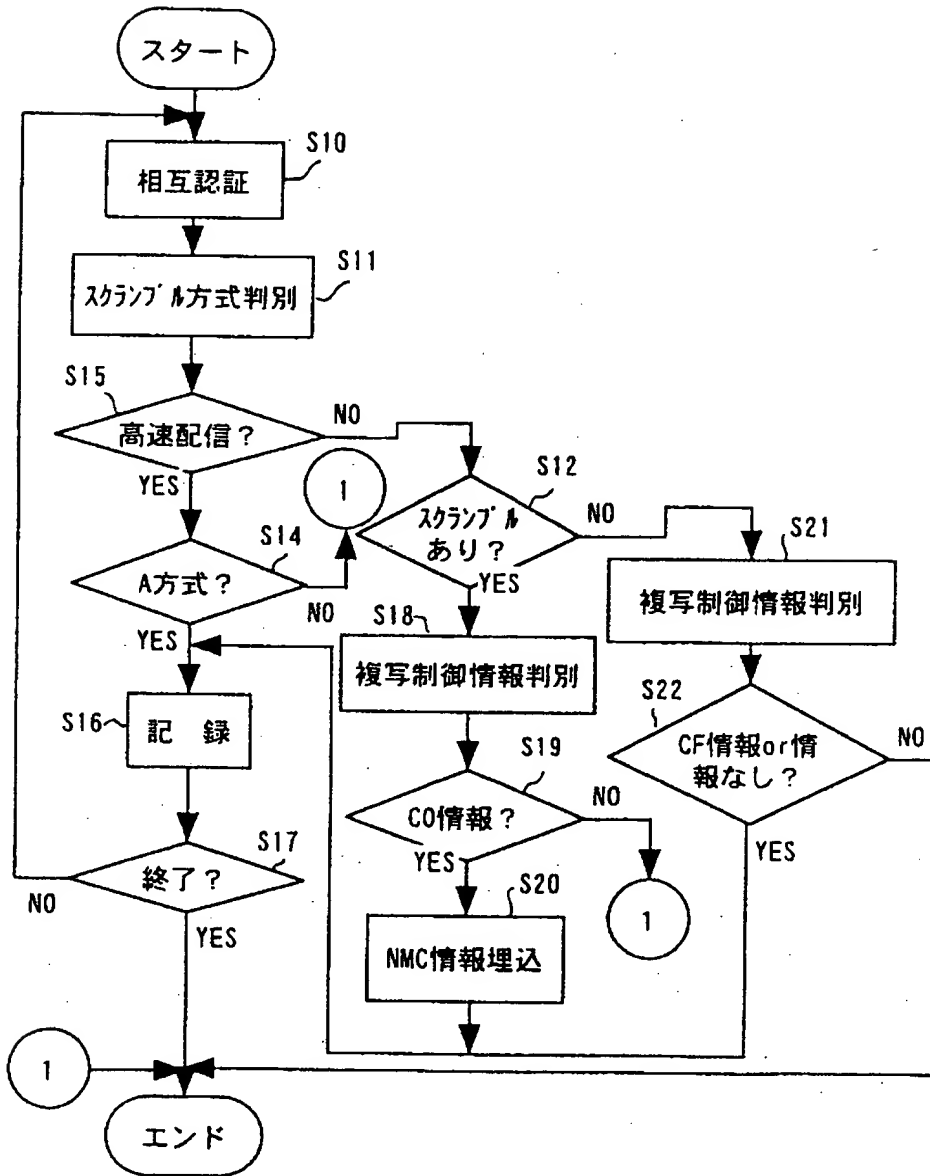 スタート
S10
相互認証
S11
スクランブル方式判別
S15
高速配信？
NO
YES
1
S12
スクランブル
あり？
NO
YES
S14
A方式？
NO
YES
S21
複写制御情報判別
S18
複写制御情報判別
S22
CF情報or情
報なし？
NO
YES
S16
記 録
S19
CO情報？
NO
YES
S17
終了？
NO
YES
S20
NMC情報埋込
1
1
エンド